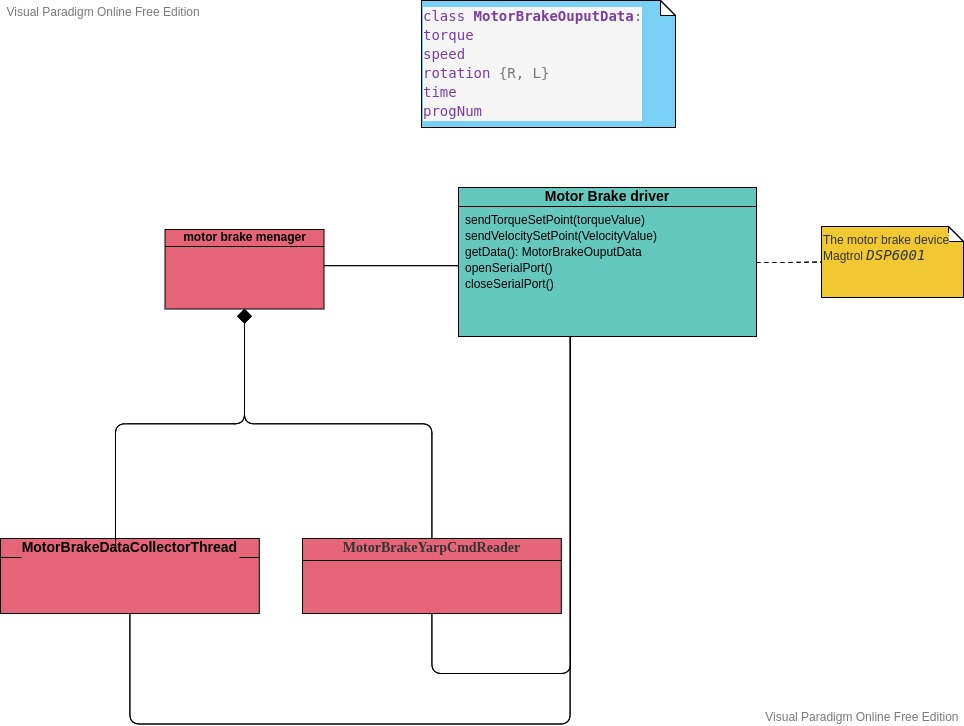 Visual Paradigm Online Free Edition
class MotorBrakeOuputData:
torque
speed
rotation {R, L}
time
progNum
Motor Brake driver
sendTorqueSetPoint(torqueValue)
sendVelocitySetPoint(VelocityValue)
getData(): MotorBrakeOuputData
openSerialPort()
closeSerialPort()
motor brake menager
The motor brake device
Magtrol DSP6001
MotorBrakeDataCollectorThread
MotorBrakeYarpCmdReader
Visual Paradigm Online Free Edition